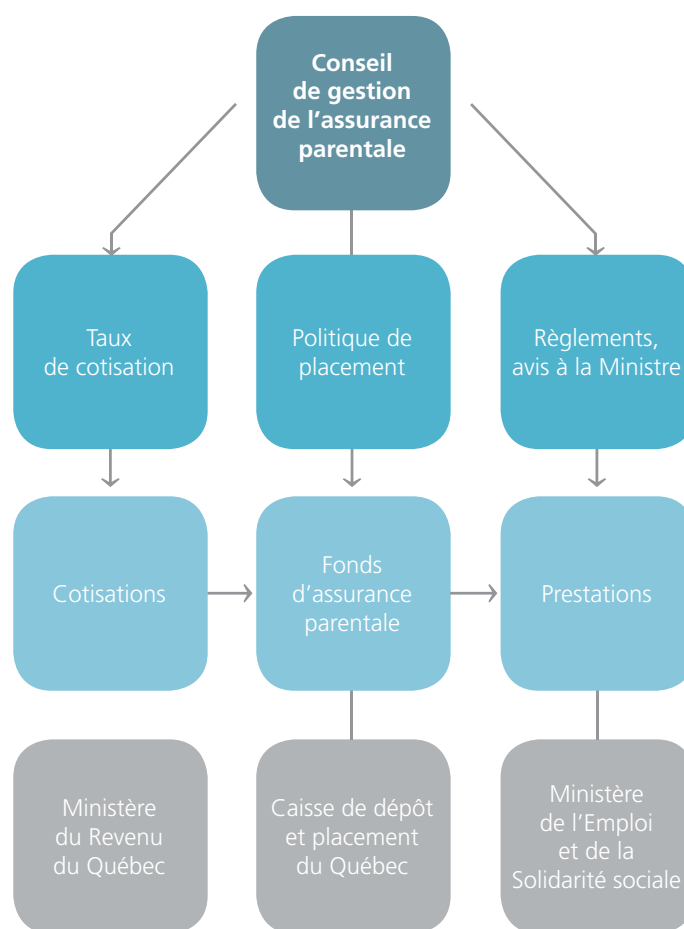 Conseil
de gestion
de l'assurance
parentale
Taux
de cotisation
Politique de
placement
Règlements,
avis à la Ministre
Cotisations
Fonds
d'assurance
parentale
Prestations
Ministère
du Revenu
du Québec
Caisse de dépôt
et placement
du Québec
Ministère
de l'Emploi
et de la
Solidarité sociale